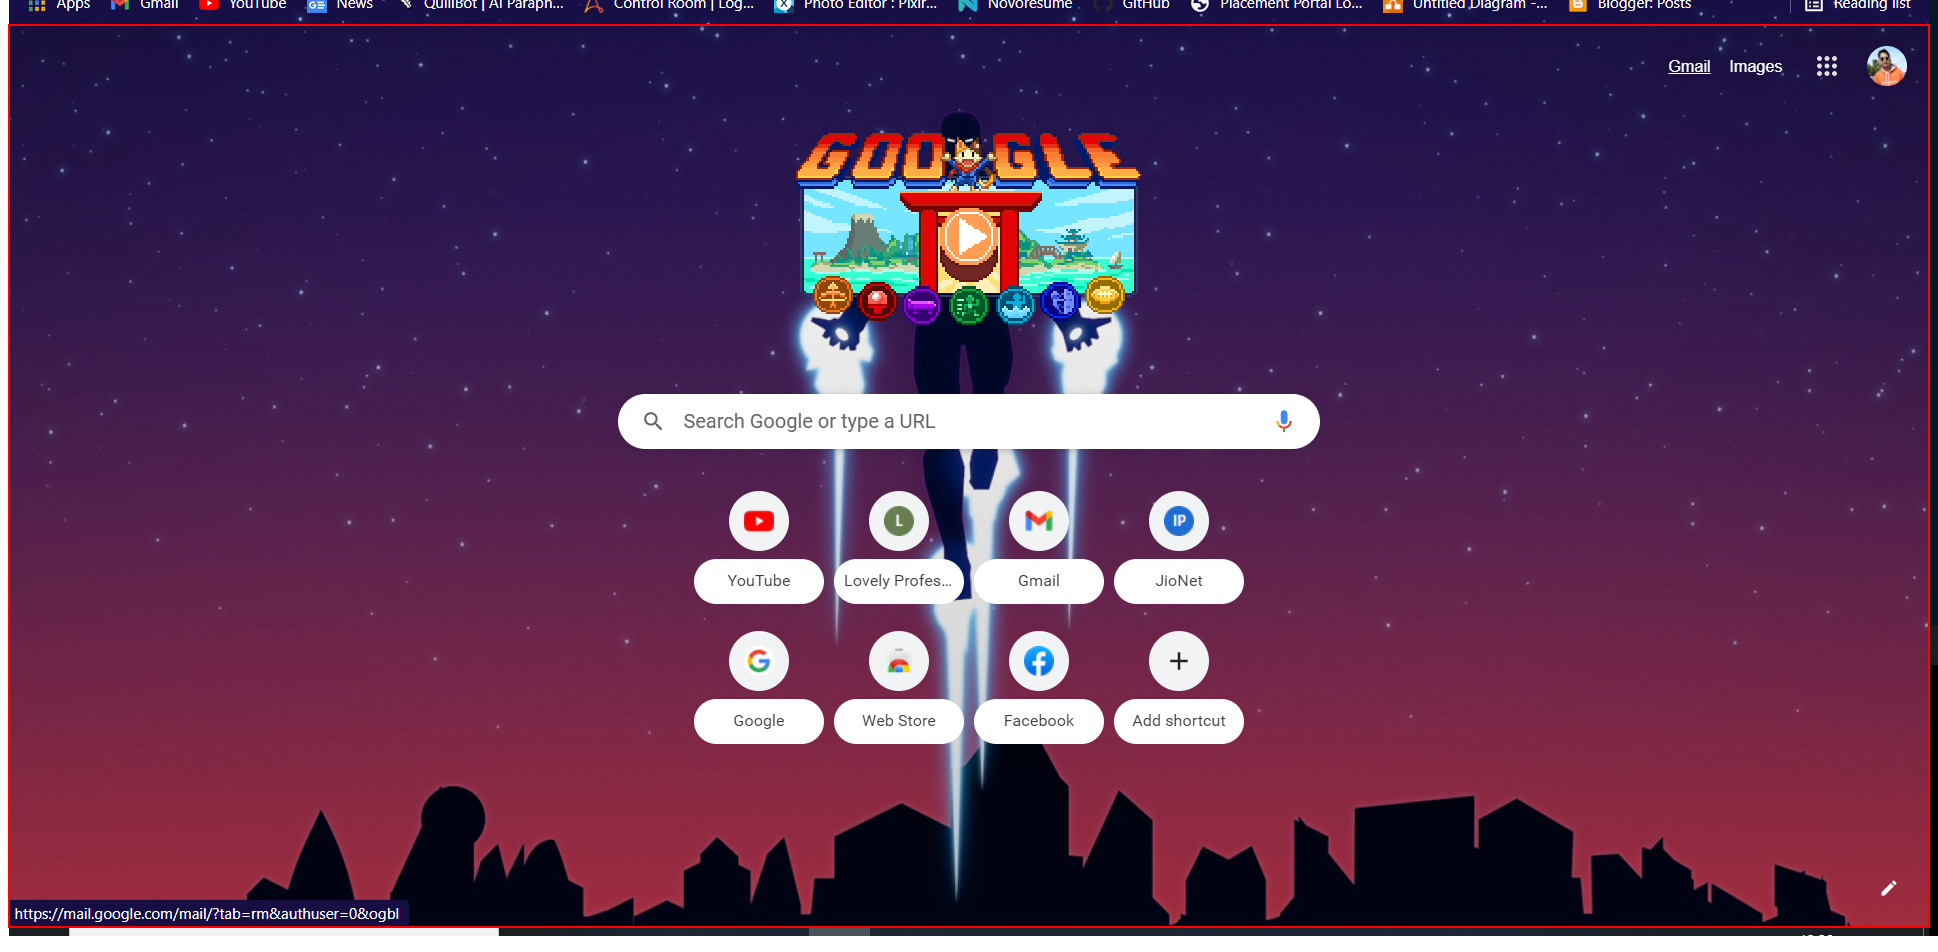 Apps Gmail YouTube News QuillBot | AI Paraph... Control Room | Log... Photo Editor : Pixlr... Novoresume GitHub Placement Portal Lo... Untitled Diagram -... Blogger: Posts Reading list
Gmail Images
GOOGLE
Search Google or type a URL
L IP
YouTube Lovely Profes... Gmail JioNet
Google Web Store Facebook Add shortcut
https://mail.google.com/mail/?tab=rm&authuser=0&ogbl